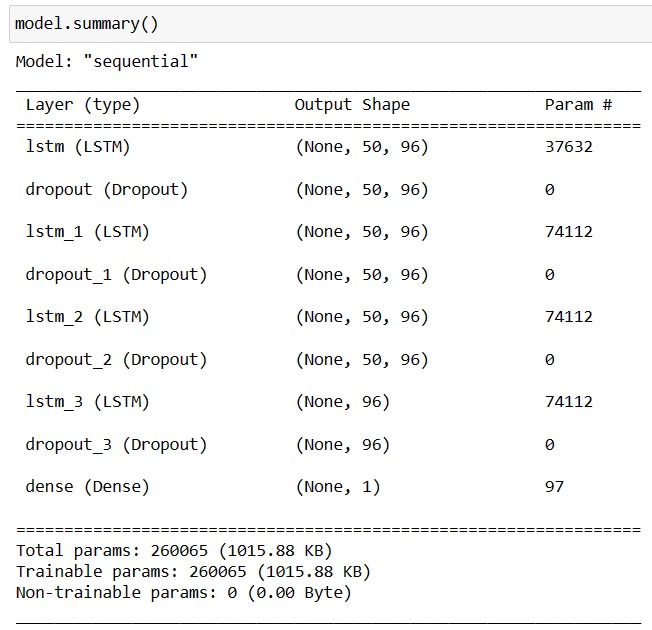 model.summary()
Model: "sequential"
_________________________________________________________________
Layer (type) Output Shape Param #
=================================================================
lstm (LSTM) (None, 50, 96) 37632
dropout (Dropout) (None, 50, 96) 0
lstm_1 (LSTM) (None, 50, 96) 74112
dropout_1 (Dropout) (None, 50, 96) 0
lstm_2 (LSTM) (None, 50, 96) 74112
dropout_2 (Dropout) (None, 50, 96) 0
lstm_3 (LSTM) (None, 96) 74112
dropout_3 (Dropout) (None, 96) 0
dense (Dense) (None, 1) 97
=================================================================
Total params: 260065 (1015.88 KB)
Trainable params: 260065 (1015.88 KB)
Non-trainable params: 0 (0.00 Byte)
_________________________________________________________________